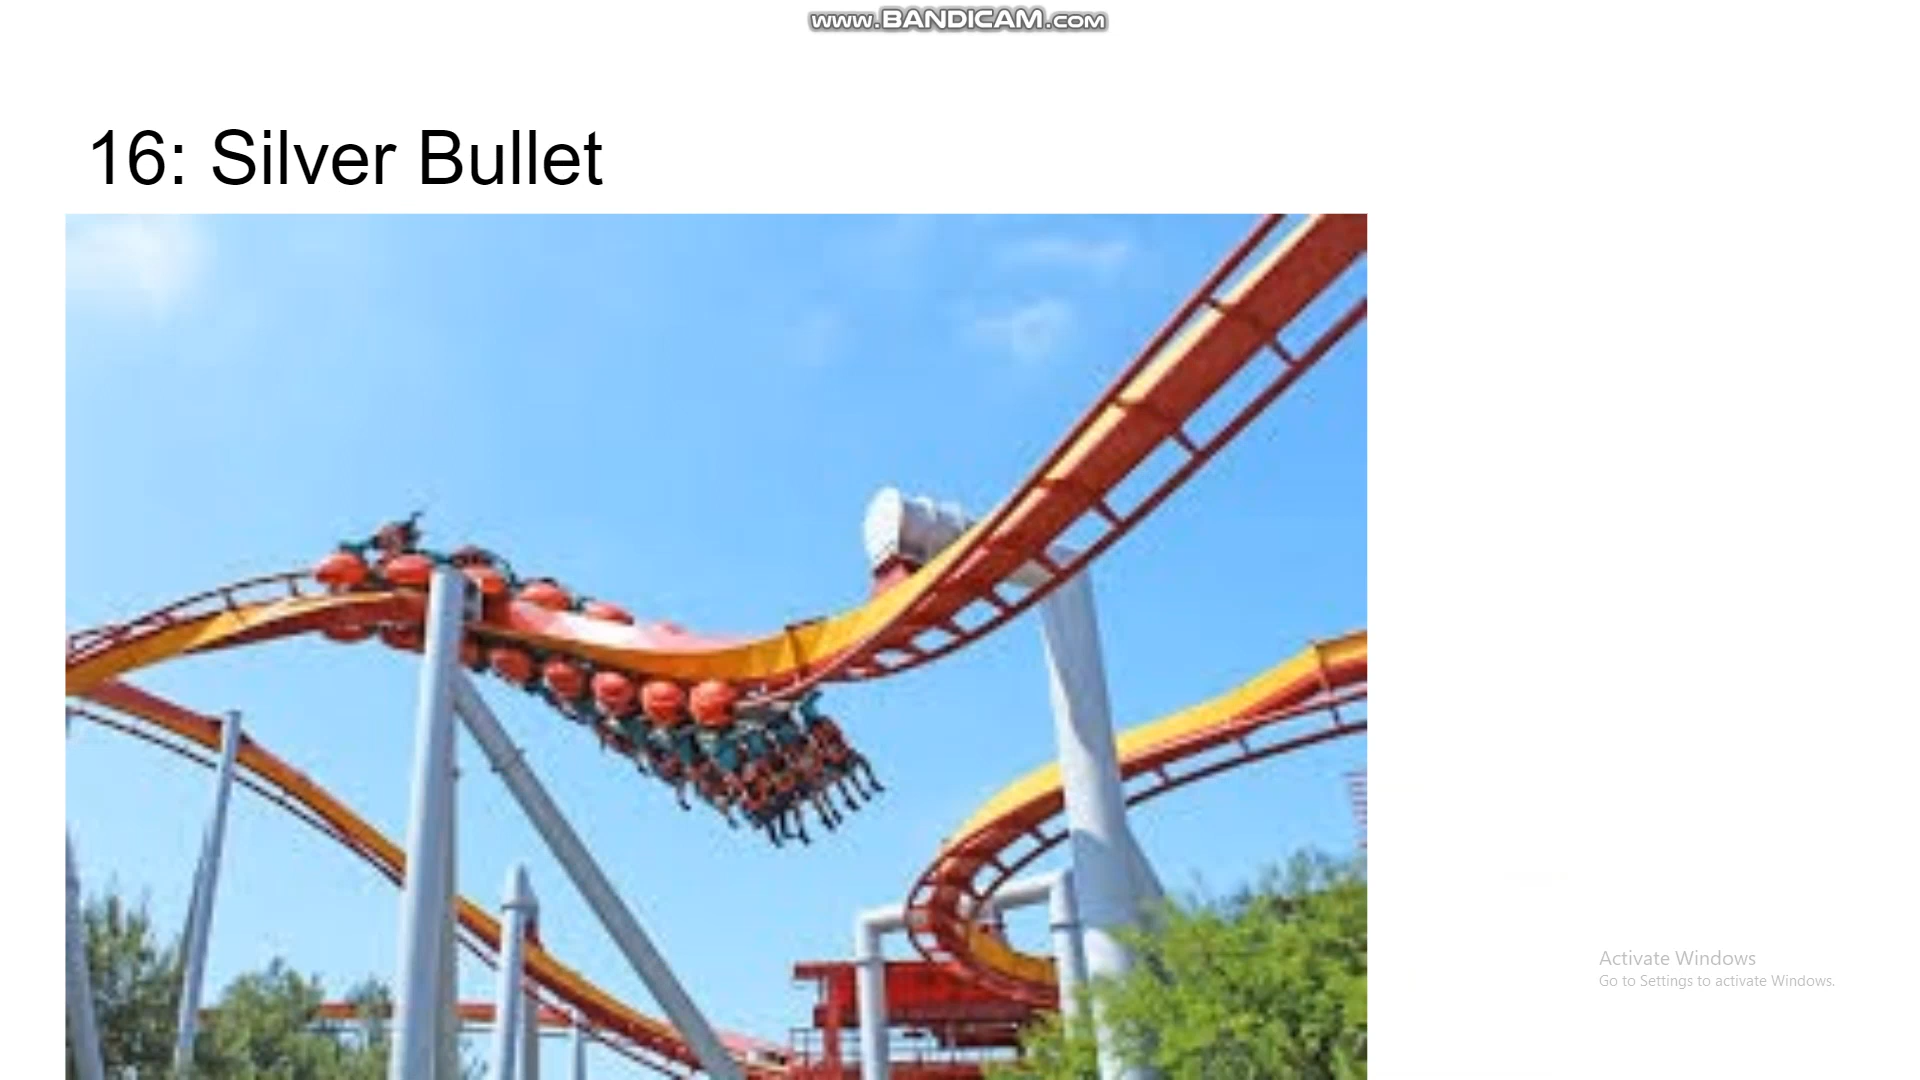 www.BANDICAM.com
16: Silver Bullet
Activate Windows
Go to Settings to activate Windows.